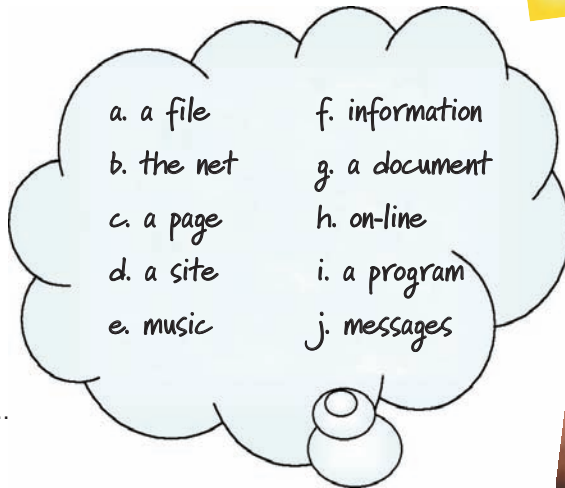 a. a file
b. the net
c. a page
d. a site
e. music
f. information
g. a document
h. on-line
i. a program
j. messages
..